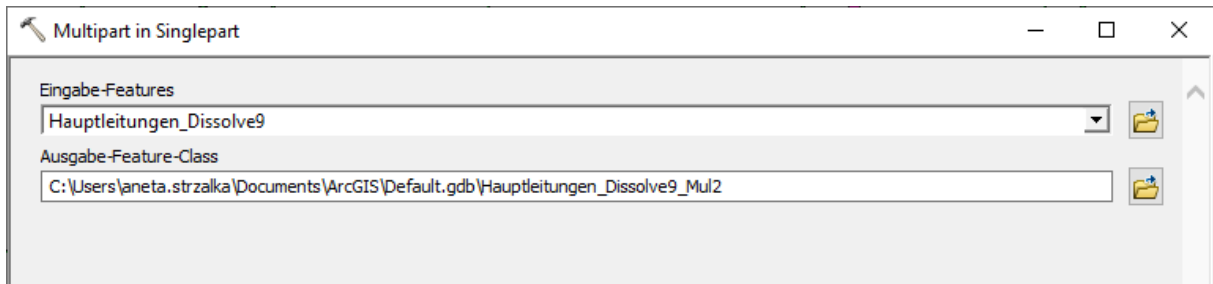 Multipart in Singlepart
Eingabe-Features
Hauptleitungen_Dissolve9
Ausgabe-Feature-Class
C:\Users\aneta.strzalka\Documents\ArcGIS\Default.gdb\Hauptleitungen_Dissolve9_Mul2